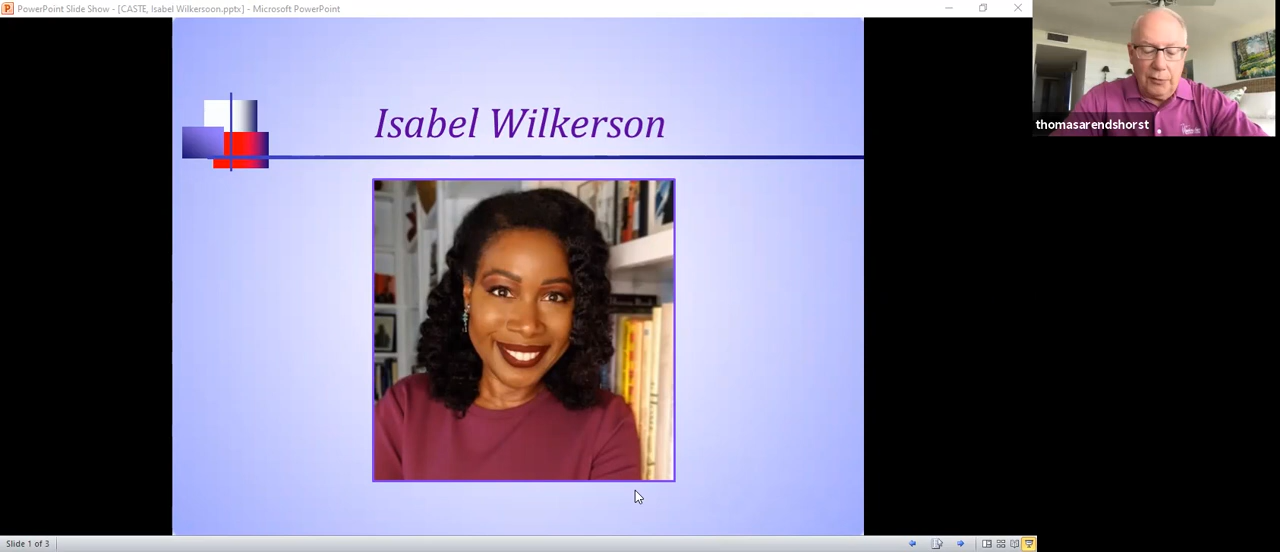 PowerPoint Slide Show - [CASTE, Isabel Wilkersoon.pptx] - Microsoft PowerPoint
Isabel Wilkerson
thomasarendshorst
Slide 1 of 3